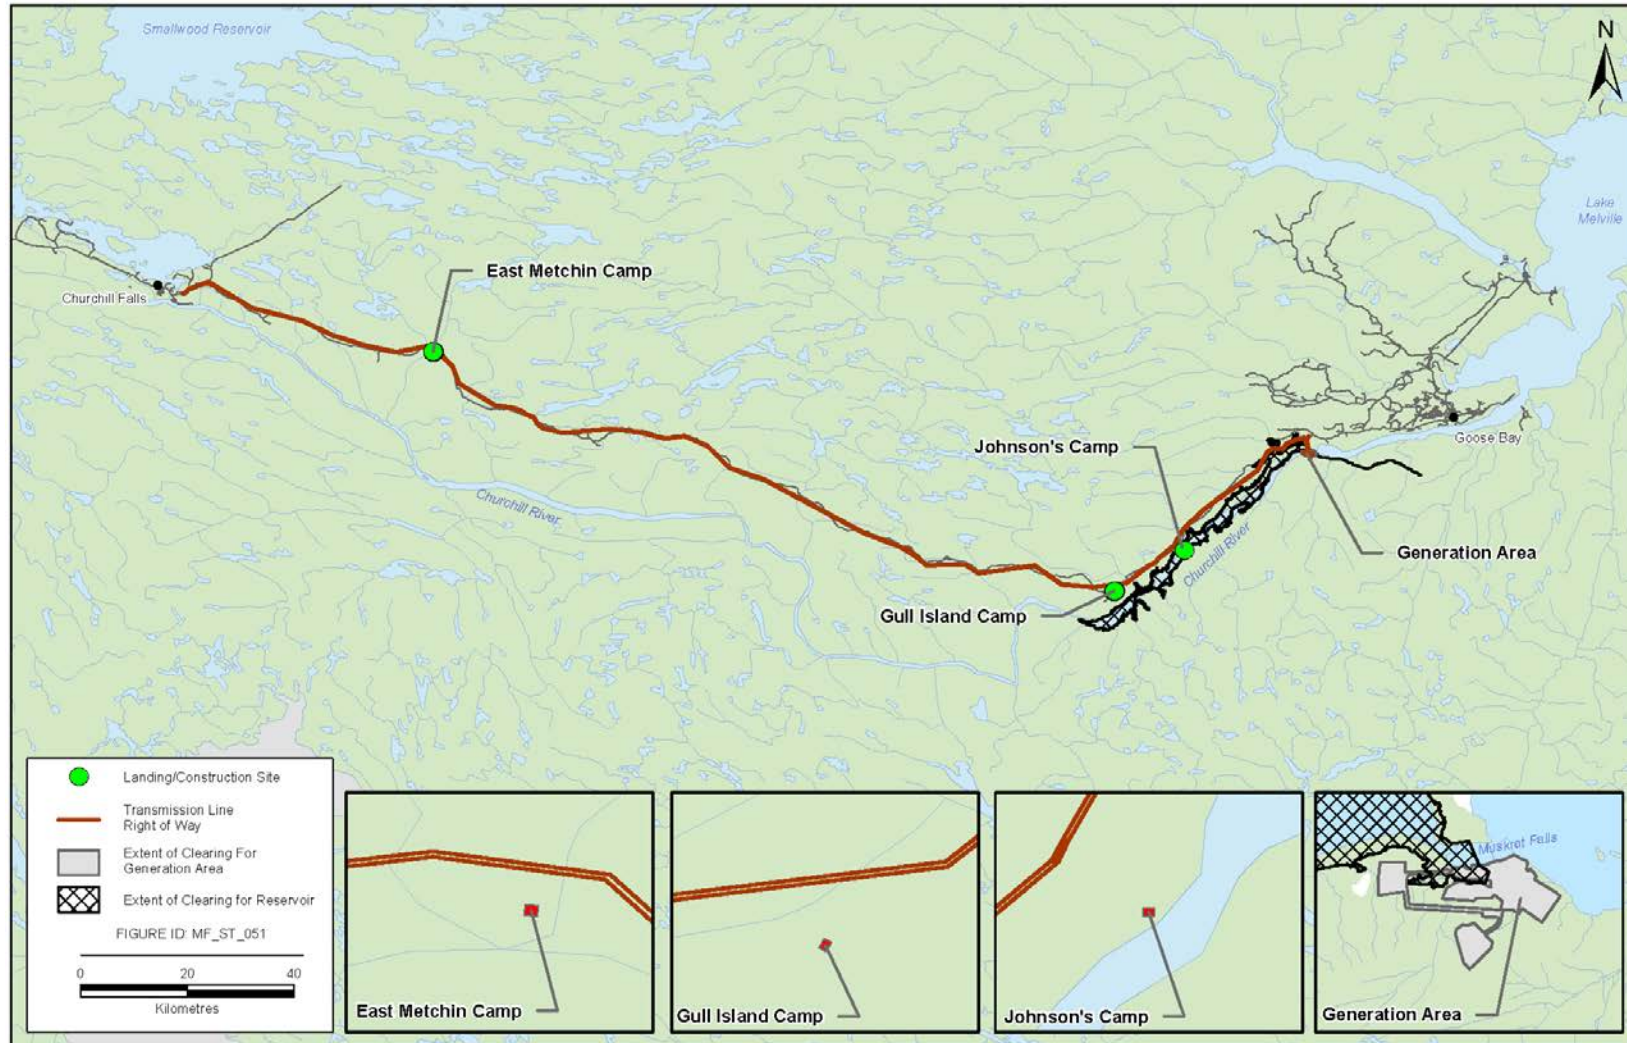 Smallwood Reservoir
N
Lake
Melville
East Metchin Camp
Churchill Falls
Goose Bay
Johnson's Camp
Churchill River
Churchill River
Generation Area
Gull Island Camp
Landing/Construction Site
Transmission Line
Right of Way
Extent of Clearing For
Generation Area
Extent of Clearing for Reservoir
FIGURE ID: MF_ST_051
0 20 40
Kilometres
East Metchin Camp
Gull Island Camp
Johnson's Camp
Muskrat Falls
Generation Area